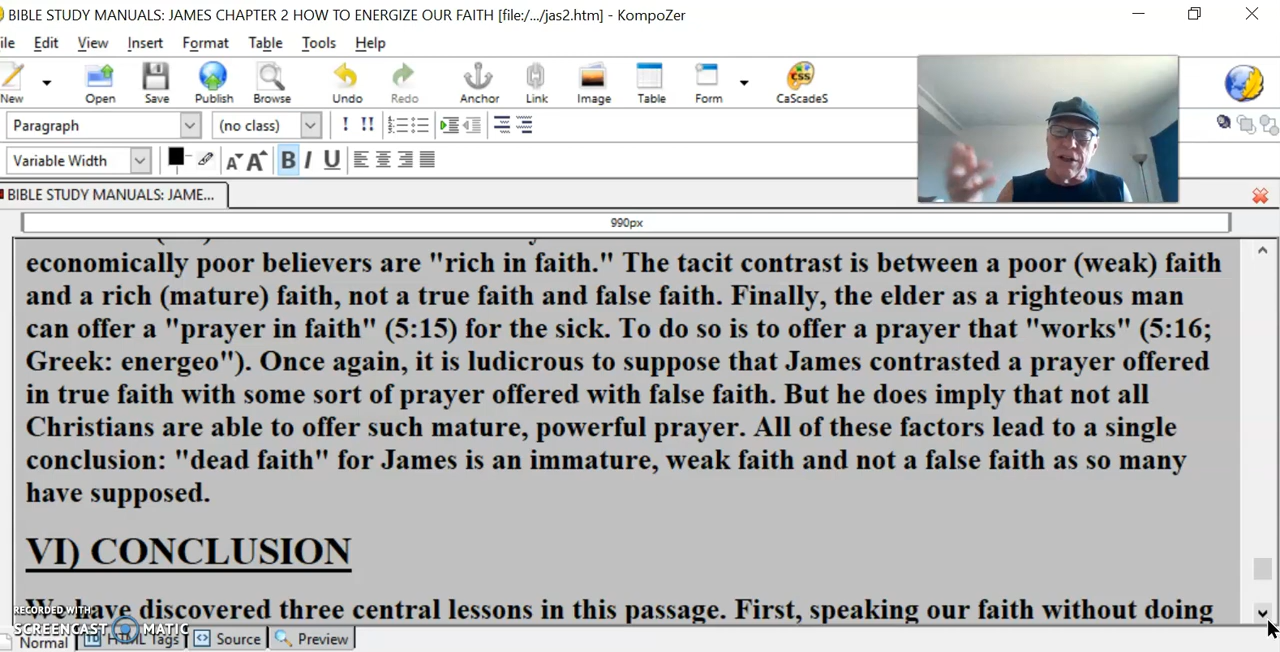 BIBLE STUDY MANUALS: JAMES CHAPTER 2 HOW TO ENERGIZE OUR FAITH [file:/.../jas2.htm] - KompoZer
ile Edit View Insert Format Table Tools Help
New Open Save Publish Browse Undo Redo Anchor Link Image Table Form CaScadeS
Paragraph (no class) ! !!
Variable Width A A B I U
BIBLE STUDY MANUALS: JAME...
990px
economically poor believers are "rich in faith." The tacit contrast is between a poor (weak) faith
and a rich (mature) faith, not a true faith and false faith. Finally, the elder as a righteous man
can offer a "prayer in faith" (5:15) for the sick. To do so is to offer a prayer that "works" (5:16;
Greek: energeo"). Once again, it is ludicrous to suppose that James contrasted a prayer offered
in true faith with some sort of prayer offered with false faith. But he does imply that not all
Christians are able to offer such mature, powerful prayer. All of these factors lead to a single
conclusion: "dead faith" for James is an immature, weak faith and not a false faith as so many
have supposed.
VI) CONCLUSION
We have discovered three central lessons in this passage. First, speaking our faith without doing
RECORDED WITH
SCREENCAST MATIC
Normal HTML Tags Source Preview